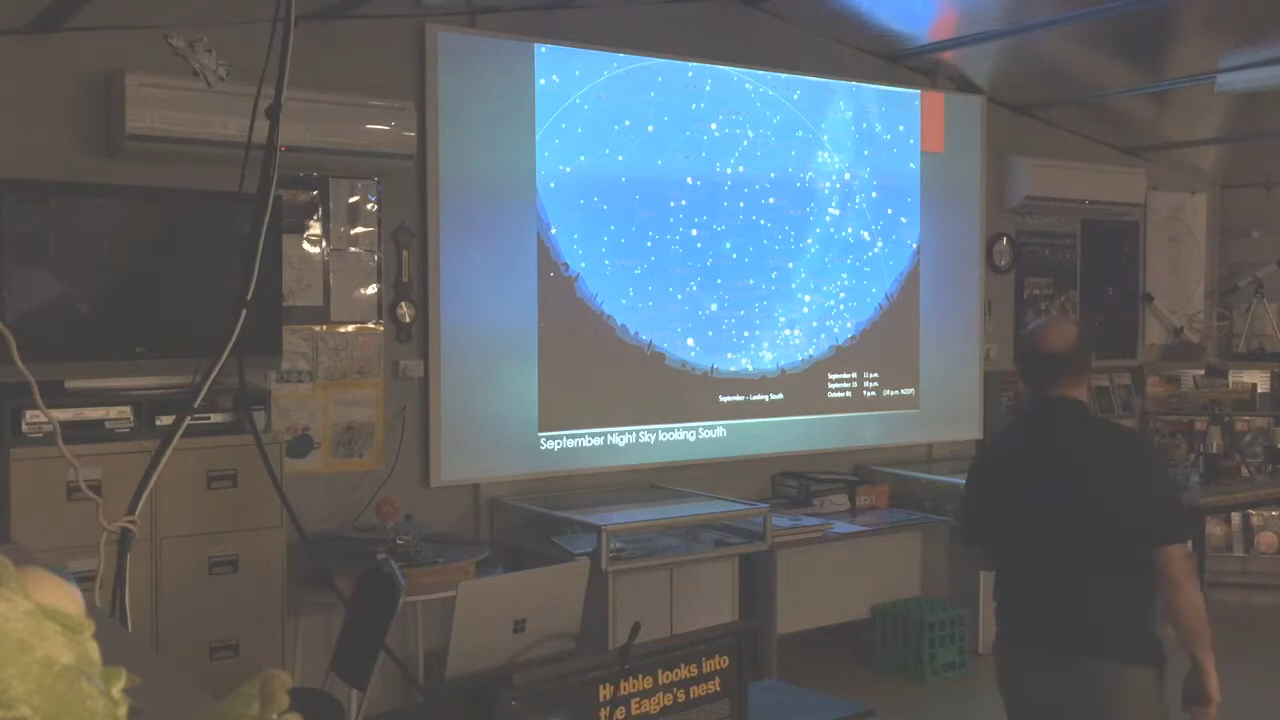 September 01 11 p.m.
September 15 10 p.m.
October 01 9 p.m. (10 p.m. NZDT)
September - Looking South
September Night Sky looking South
Hubble looks into
the Eagle's nest